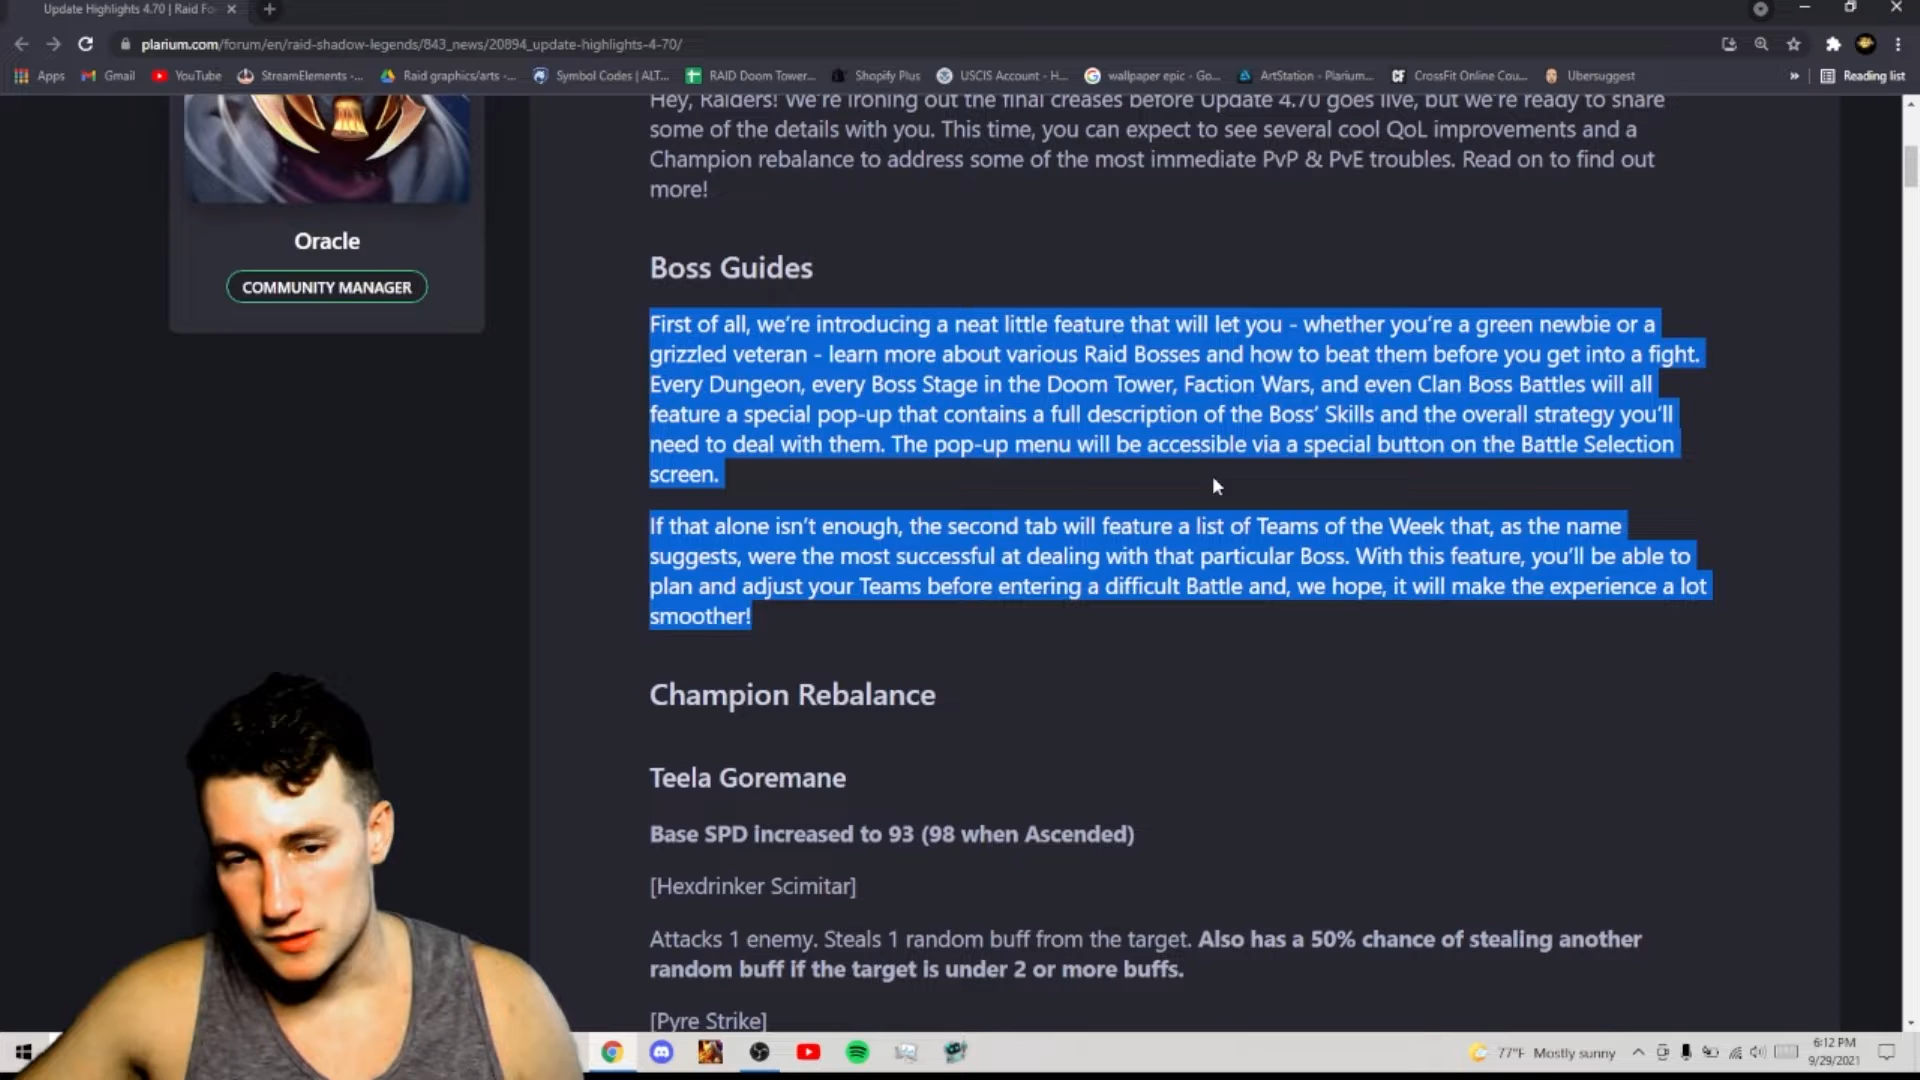 Update Highlights 4.70 | Raid Fo
plarium.com/forum/en/raid-shadow-legends/843_news/20894_update-highlights-4-70/
Apps Gmail YouTube StreamElements -... Raid graphics/arts -... Symbol Codes | ALT... RAID Doom Tower... Shopify Plus USCIS Account - H... wallpaper epic - Go... ArtStation - Plarium... CrossFit Online Cou... Ubersuggest » Reading list
Hey, Raiders! We're ironing out the final creases before Update 4.70 goes live, but we're ready to share
some of the details with you. This time, you can expect to see several cool QoL improvements and a
Champion rebalance to address some of the most immediate PvP & PvE troubles. Read on to find out
more!
Oracle
COMMUNITY MANAGER
Boss Guides
First of all, we're introducing a neat little feature that will let you - whether you're a green newbie or a
grizzled veteran - learn more about various Raid Bosses and how to beat them before you get into a fight.
Every Dungeon, every Boss Stage in the Doom Tower, Faction Wars, and even Clan Boss Battles will all
feature a special pop-up that contains a full description of the Boss' Skills and the overall strategy you'll
need to deal with them. The pop-up menu will be accessible via a special button on the Battle Selection
screen.
If that alone isn't enough, the second tab will feature a list of Teams of the Week that, as the name
suggests, were the most successful at dealing with that particular Boss. With this feature, you'll be able to
plan and adjust your Teams before entering a difficult Battle and, we hope, it will make the experience a lot
smoother!
Champion Rebalance
Teela Goremane
Base SPD increased to 93 (98 when Ascended)
[Hexdrinker Scimitar]
Attacks 1 enemy. Steals 1 random buff from the target. Also has a 50% chance of stealing another
random buff if the target is under 2 or more buffs.
[Pyre Strike]
77°F Mostly sunny
6:12 PM
9/29/2021